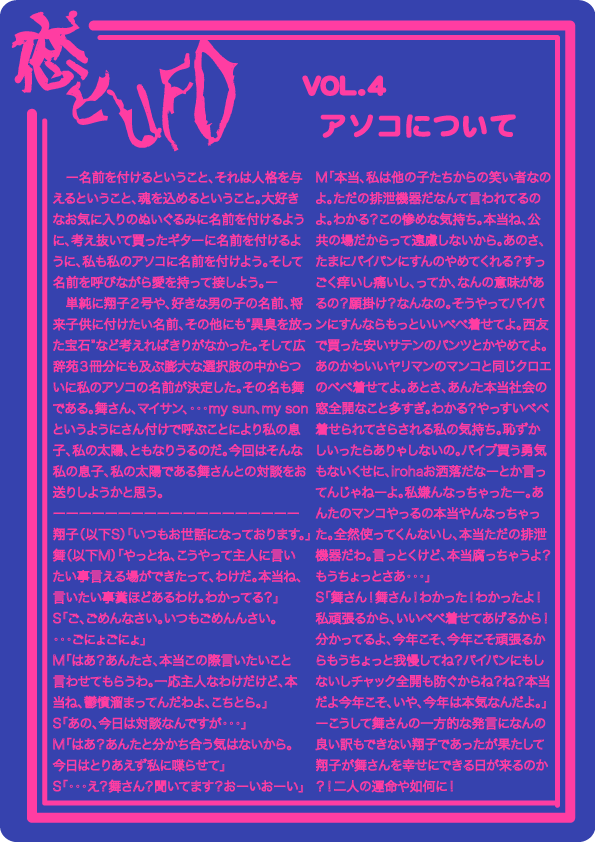 恋とUFO
VOL.4
アソコについて
―名前を付けるということ、それは人格を与
えるということ、魂を込めるということ。大好き
なお気に入りのぬいぐるみに名前を付けるよう
に、考え抜いて買ったギターに名前を付けるよ
うに、私も私のアソコに名前を付けよう。そして
名前を呼びながら愛を持って接しよう。―
単純に翔子２号や、好きな男の子の名前、将
来子供に付けたい名前、その他にも"異臭を放っ
た宝石"など考えればきりがなかった。そして広
辞苑３冊分にも及ぶ膨大な選択肢の中からつ
いに私のアソコの名前が決定した。その名も舞
である。舞さん、マイサン、・・・my sun、my son
というようにさん付けで呼ぶことにより私の息
子、私の太陽、ともなりうるのだ。今回はそんな
私の息子、私の太陽である舞さんとの対談をお
送りしようかと思う。
ーーーーーーーーーーーーーーーーーーー
翔子（以下S）「いつもお世話になっております。」
舞（以下M）「やっとね、こうやって主人に言い
たい事言える場ができたって、わけだ。本当ね、
言いたい事糞ほどあるわけ。わかってる？」
S「ご、ごめんなさい。いつもごめんんさい。
・・・ごにょごにょ」
M「はあ？あんたさ、本当この際言いたいこと
言わせてもらうわ。一応主人なわけだけど、本
当ね、鬱憤溜まってんだわよ、こちとら。」
S「あの、今日は対談なんですが・・・」
M「はあ？あんたと分かち合う気はないから。
今日はとりあえず私に喋らせて」
S「・・・え？舞さん？聞いてます？おーいおーい」
M「本当、私は他の子たちからの笑い者なの
よ。ただの排泄機器だなんて言われてるの
よ。わかる？この惨めな気持ち。本当ね、公
共の場だからって遠慮しないから。あのさ、
たまにパイパンにすんのやめてくれる？すっ
ごく痒いし痛いし、ってか、なんの意味があ
るの？願掛け？なんなの。そうやってパイパ
ンにすんならもっといいべべ着せてよ。西友
で買った安いサテンのパンツとかやめてよ。
あのかわいいヤリマンのマンコと同じクロエ
のべべ着せてよ。あとさ、あんた本当社会の
窓全開なこと多すぎ。わかる？やっすいべべ
着せられてさらされる私の気持ち。恥ずか
しいったらありゃしないの。バイブ買う勇気
もないくせに、irohaお洒落だなーとか言っ
てんじゃねーよ。私嫌んなっちゃったー。あ
んたのマンコやっるの本当やんなっちゃっ
た。全然使ってくんないし、本当ただの排泄
機器だわ。言っとくけど、本当腐っちゃうよ？
もうちょっとさあ・・・」
S「舞さん！舞さん！わかった！わかったよ！
私頑張るから、いいべべ着せてあげるから！
分かってるよ、今年こそ、今年こそ頑張るか
らもうちょっと我慢してね？パイパンにもし
ないしチャック全開も防ぐからね？ね？本当
だよ今年こそ、いや、今年は本気なんだよ。」
―こうして舞さんの一方的な発言になんの
良い訳もできない翔子であったが果たして
翔子が舞さんを幸せにできる日が来るのか
？！二人の運命や如何に！